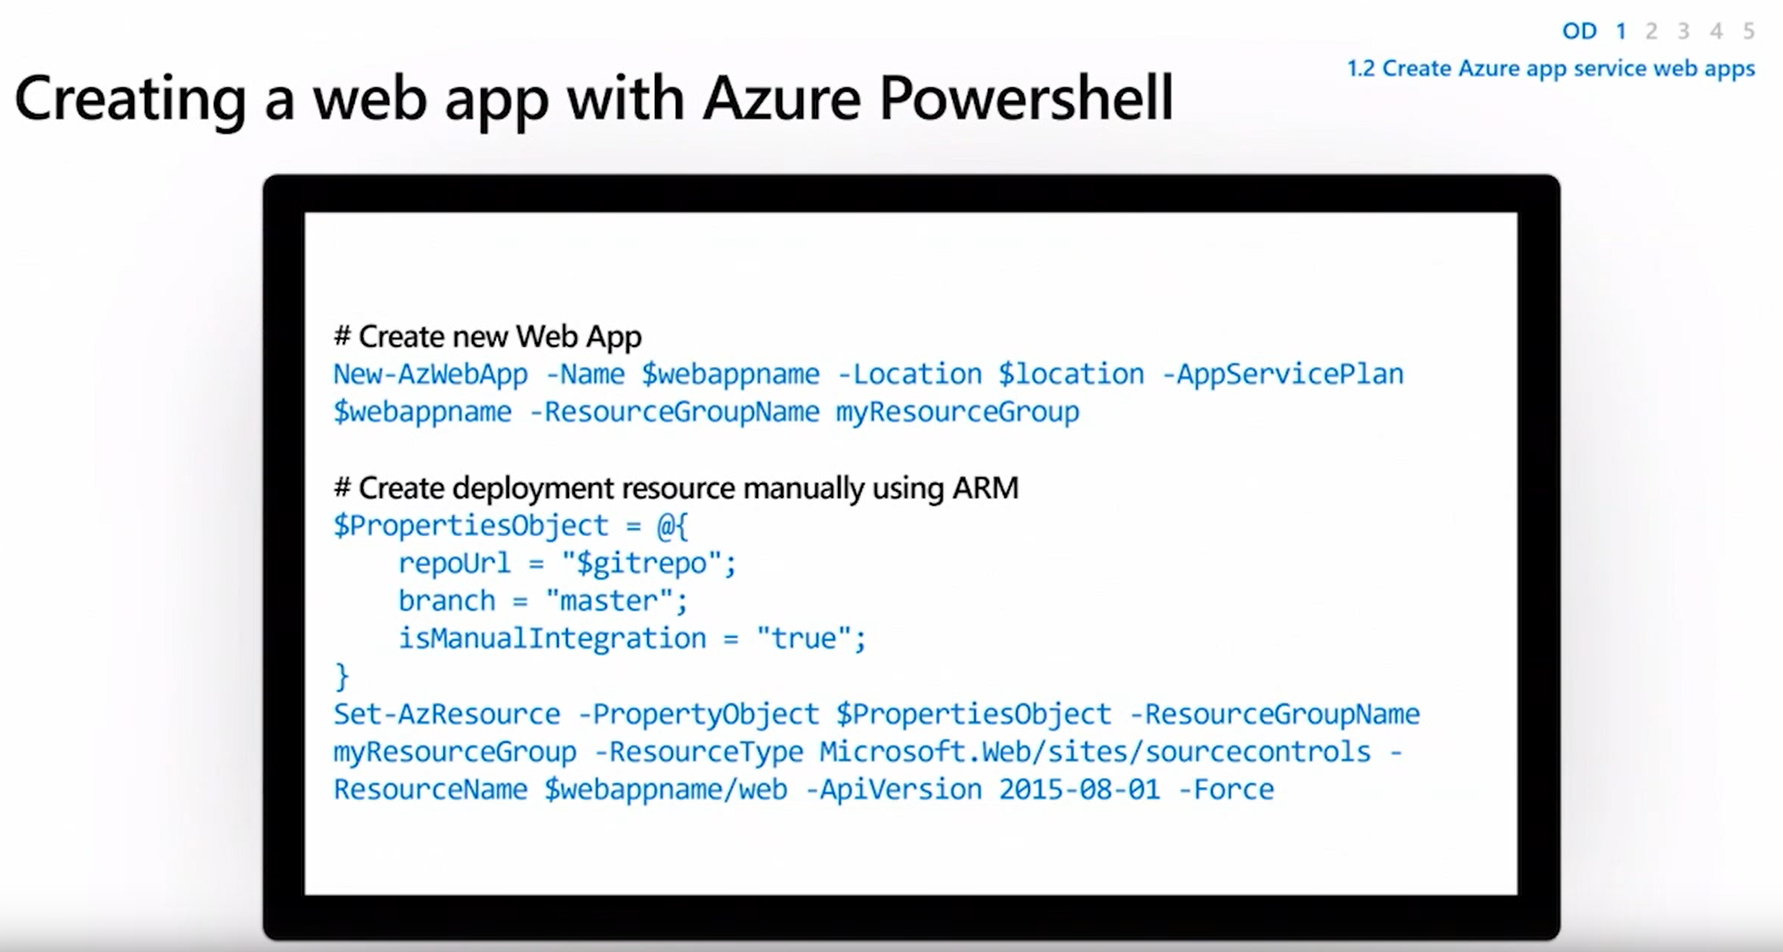 OD 1 2 3 4 5
1.2 Create Azure app service web apps
Creating a web app with Azure Powershell
# Create new Web App
New-AzWebApp -Name $webappname -Location $location -AppServicePlan
$webappname -ResourceGroupName myResourceGroup
# Create deployment resource manually using ARM
$PropertiesObject = @{
    repoUrl = "$gitrepo";
    branch = "master";
    isManualIntegration = "true";
}
Set-AzResource -PropertyObject $PropertiesObject -ResourceGroupName
myResourceGroup -ResourceType Microsoft.Web/sites/sourcecontrols -
ResourceName $webappname/web -ApiVersion 2015-08-01 -Force